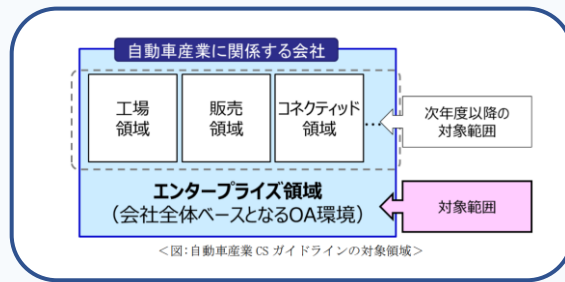 自動車産業に関係する会社
工場
領域
販売
領域
コネクティッド
領域
…
次年度以降の
対象範囲
エンタープライズ領域
（会社全体ベースとなるOA環境）
対象範囲
＜図：自動車産業 CS ガイドラインの対象領域＞